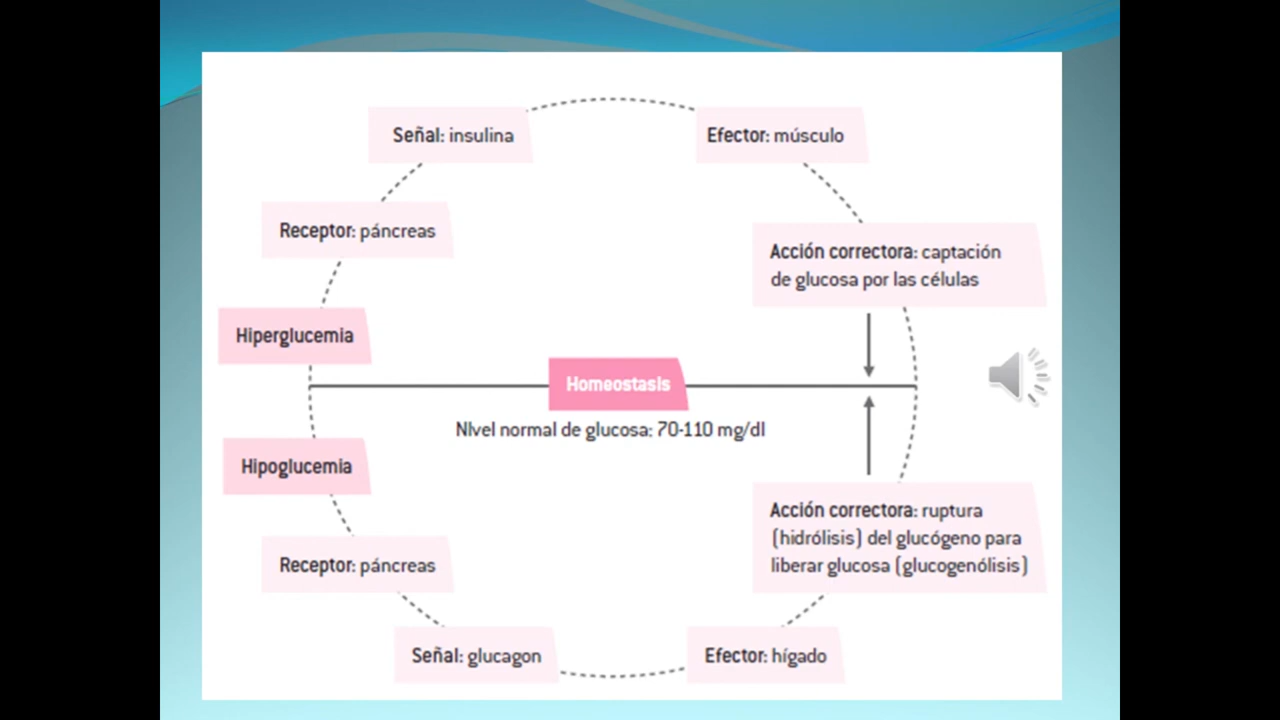 Señal: insulina
Efector: músculo
Receptor: páncreas
Acción correctora: captación
de glucosa por las células
Hiperglucemia
Homeostasis
NIvel normal de glucosa: 70-110 mg/dl
Hipoglucemia
Acción correctora: ruptura
(hidrólisis) del glucógeno para
liberar glucosa (glucogenólisis)
Receptor: páncreas
Señal: glucagon
Efector: hígado